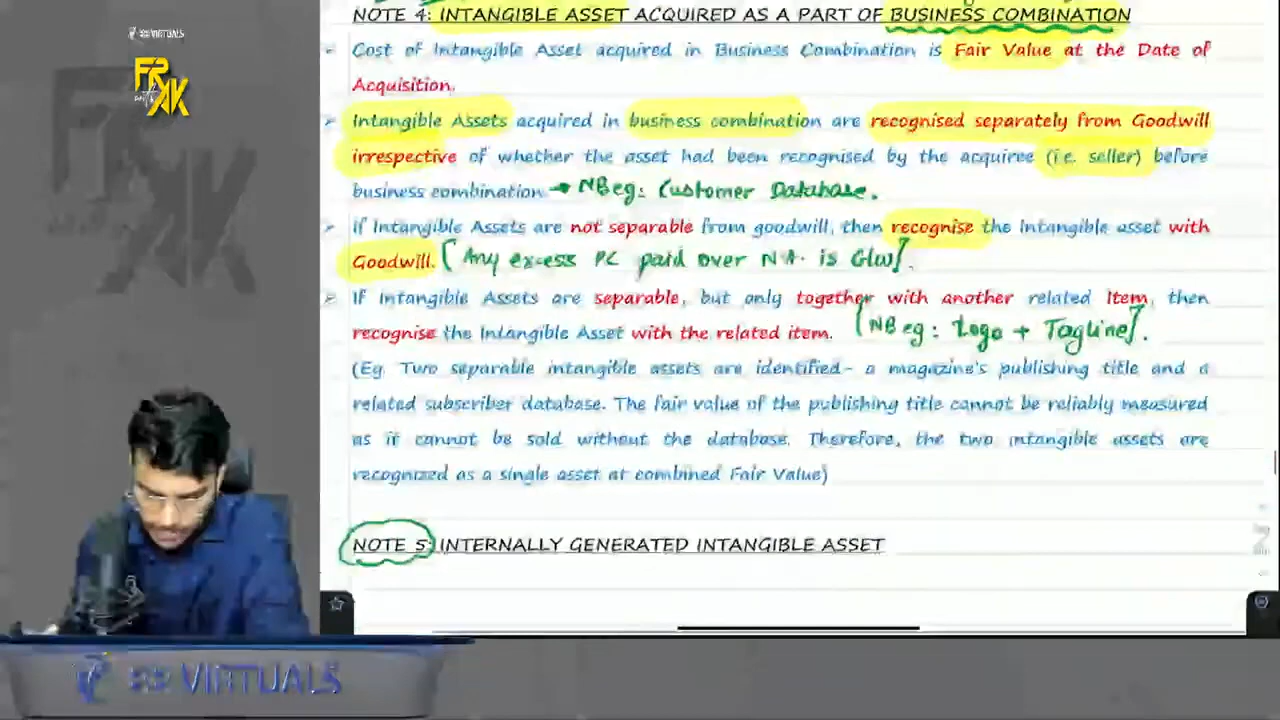 NOTE 4: INTANGIBLE ASSET ACQUIRED AS A PART OF BUSINESS COMBINATION
Cost of Intangible Asset acquired in Business Combination is Fair Value at the Date of
Acquisition.
Intangible Assets acquired in business combination are recognised separately from Goodwill
irrespective of whether the asset had been recognised by the acquiree (i.e. seller) before
business combination → NB eg: Customer Database.
If Intangible Assets are not separable from goodwill, then recognise the intangible asset with
Goodwill. [Any excess PC paid over N.A. is G/w].
If Intangible Assets are separable, but only together with another related Item, then
recognise the Intangible Asset with the related item. [NB eg: Logo + Tagline].
(Eg. Two separable intangible assets are identified- a magazine's publishing title and a
related subscriber database. The fair value of the publishing title cannot be reliably measured
as it cannot be sold without the database. Therefore, the two intangible assets are
recognized as a single asset at combined Fair Value)
NOTE 5: INTERNALLY GENERATED INTANGIBLE ASSET
VIRTUALS
VIRTUALS